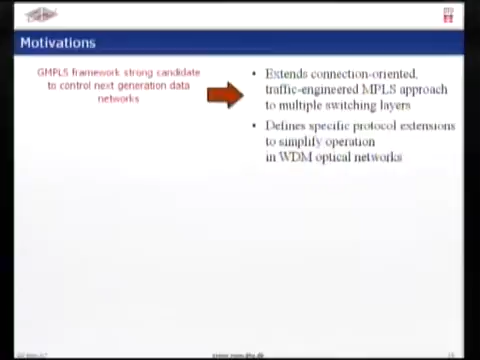 Motivations
GMPLS framework strong candidate
to control next generation data
networks
• Extends connection-oriented,
traffic-engineered MPLS approach
to multiple switching layers
• Defines specific protocol extensions
to simplify operation
in WDM optical networks